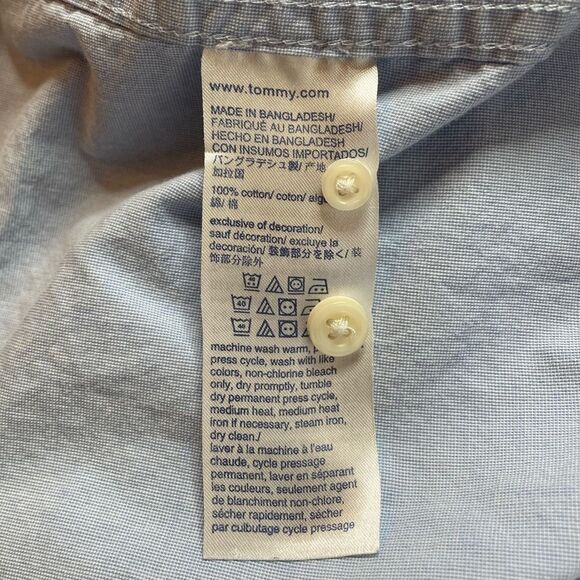 www.tommy.com
MADE IN BANGLADESH/
FABRIQUÉ AU BANGLADESH/
HECHO EN BANGLADESH
CON INSUMOS IMPORTADOS/
バングラデシュ製/ 产地
加拉国
100% cotton/ coton/
綿/ 棉
exclusive of decoration/
sauf décoration/ excluye la
decoración/ 装飾部分を除く/ 装
饰部分除外
40
40
machine wash warm,
press cycle, wash with like
colors, non-chlorine bleach
only, dry promptly, tumble
dry permanent press cycle,
medium heat, medium heat
iron if necessary, steam iron,
dry clean./
laver à la machine à l'eau
chaude, cycle pressage
permanent, laver en séparant
les couleurs, seulement agent
de blanchiment non-chlore,
sécher rapidement, sécher
par culbutage cycle pressage